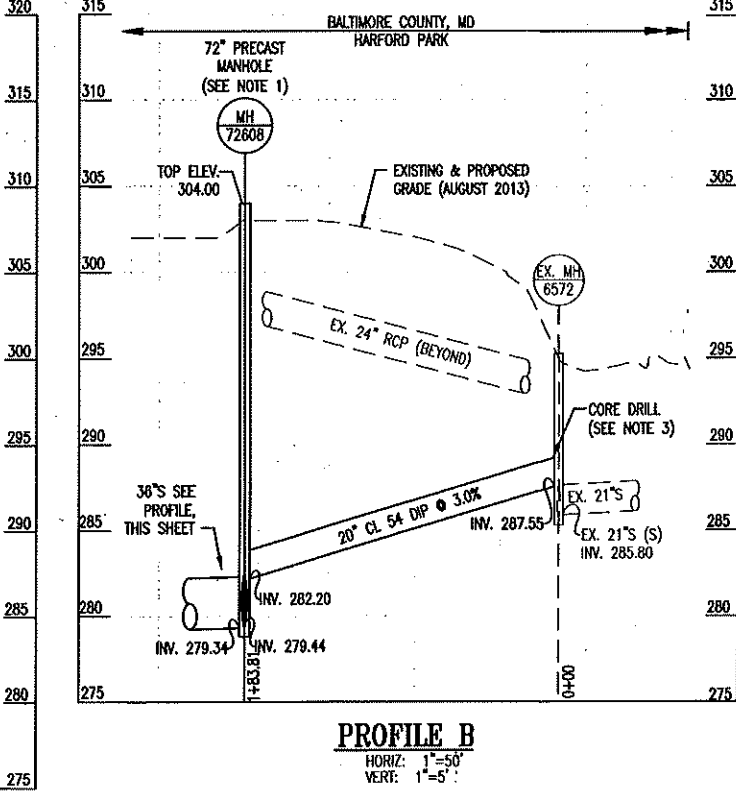 320
315
315
BALTIMORE COUNTY, MD
HARFORD PARK
72" PRECAST
MANHOLE
(SEE NOTE 1)
315
310
310
MH
72608
TOP ELEV.
304.00
EXISTING & PROPOSED
GRADE (AUGUST 2013)
310
305
305
305
300
300
EX. MH
6572
EX. 24" RCP (BEYOND)
300
295
295
CORE DRILL
(SEE NOTE 3)
295
290
290
36"S SEE
PROFILE,
THIS SHEET
20" CL 54 DIP @ 3.0%
INV. 287.55
EX. 21"S
EX. 21"S (S)
INV. 285.80
290
285
285
INV. 282.20
285
280
280
INV. 279.34
INV. 279.44
1+83.81
0+00
280
275
275
PROFILE B
HORIZ: 1"=50'
VERT: 1"=5'
275